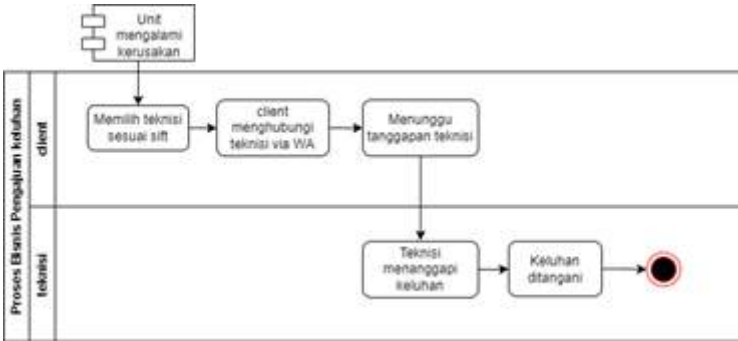 Unit
mengalami
kerusakan
Proses Bisnis Pengajuan keluhan
client
Memilih teknisi
sesuai sift
client
menghubungi
teknisi via WA
Menunggu
tanggapan teknisi
teknisi
Teknisi
menanggapi
keluhan
Keluhan
ditangani